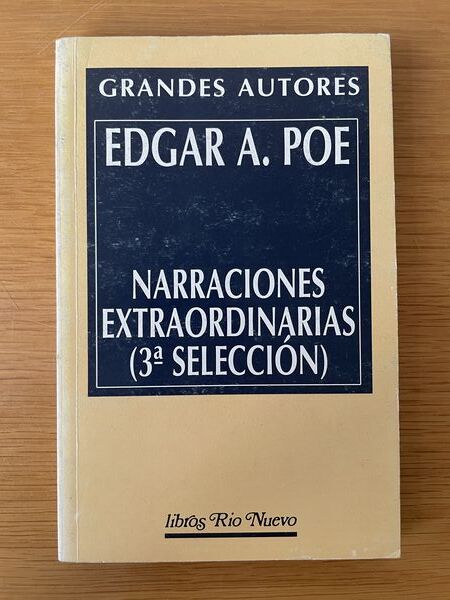 GRANDES AUTORES
EDGAR A. POE
NARRACIONES
EXTRAORDINARIAS
(3ª SELECCIÓN)
libros Rio Nuevo